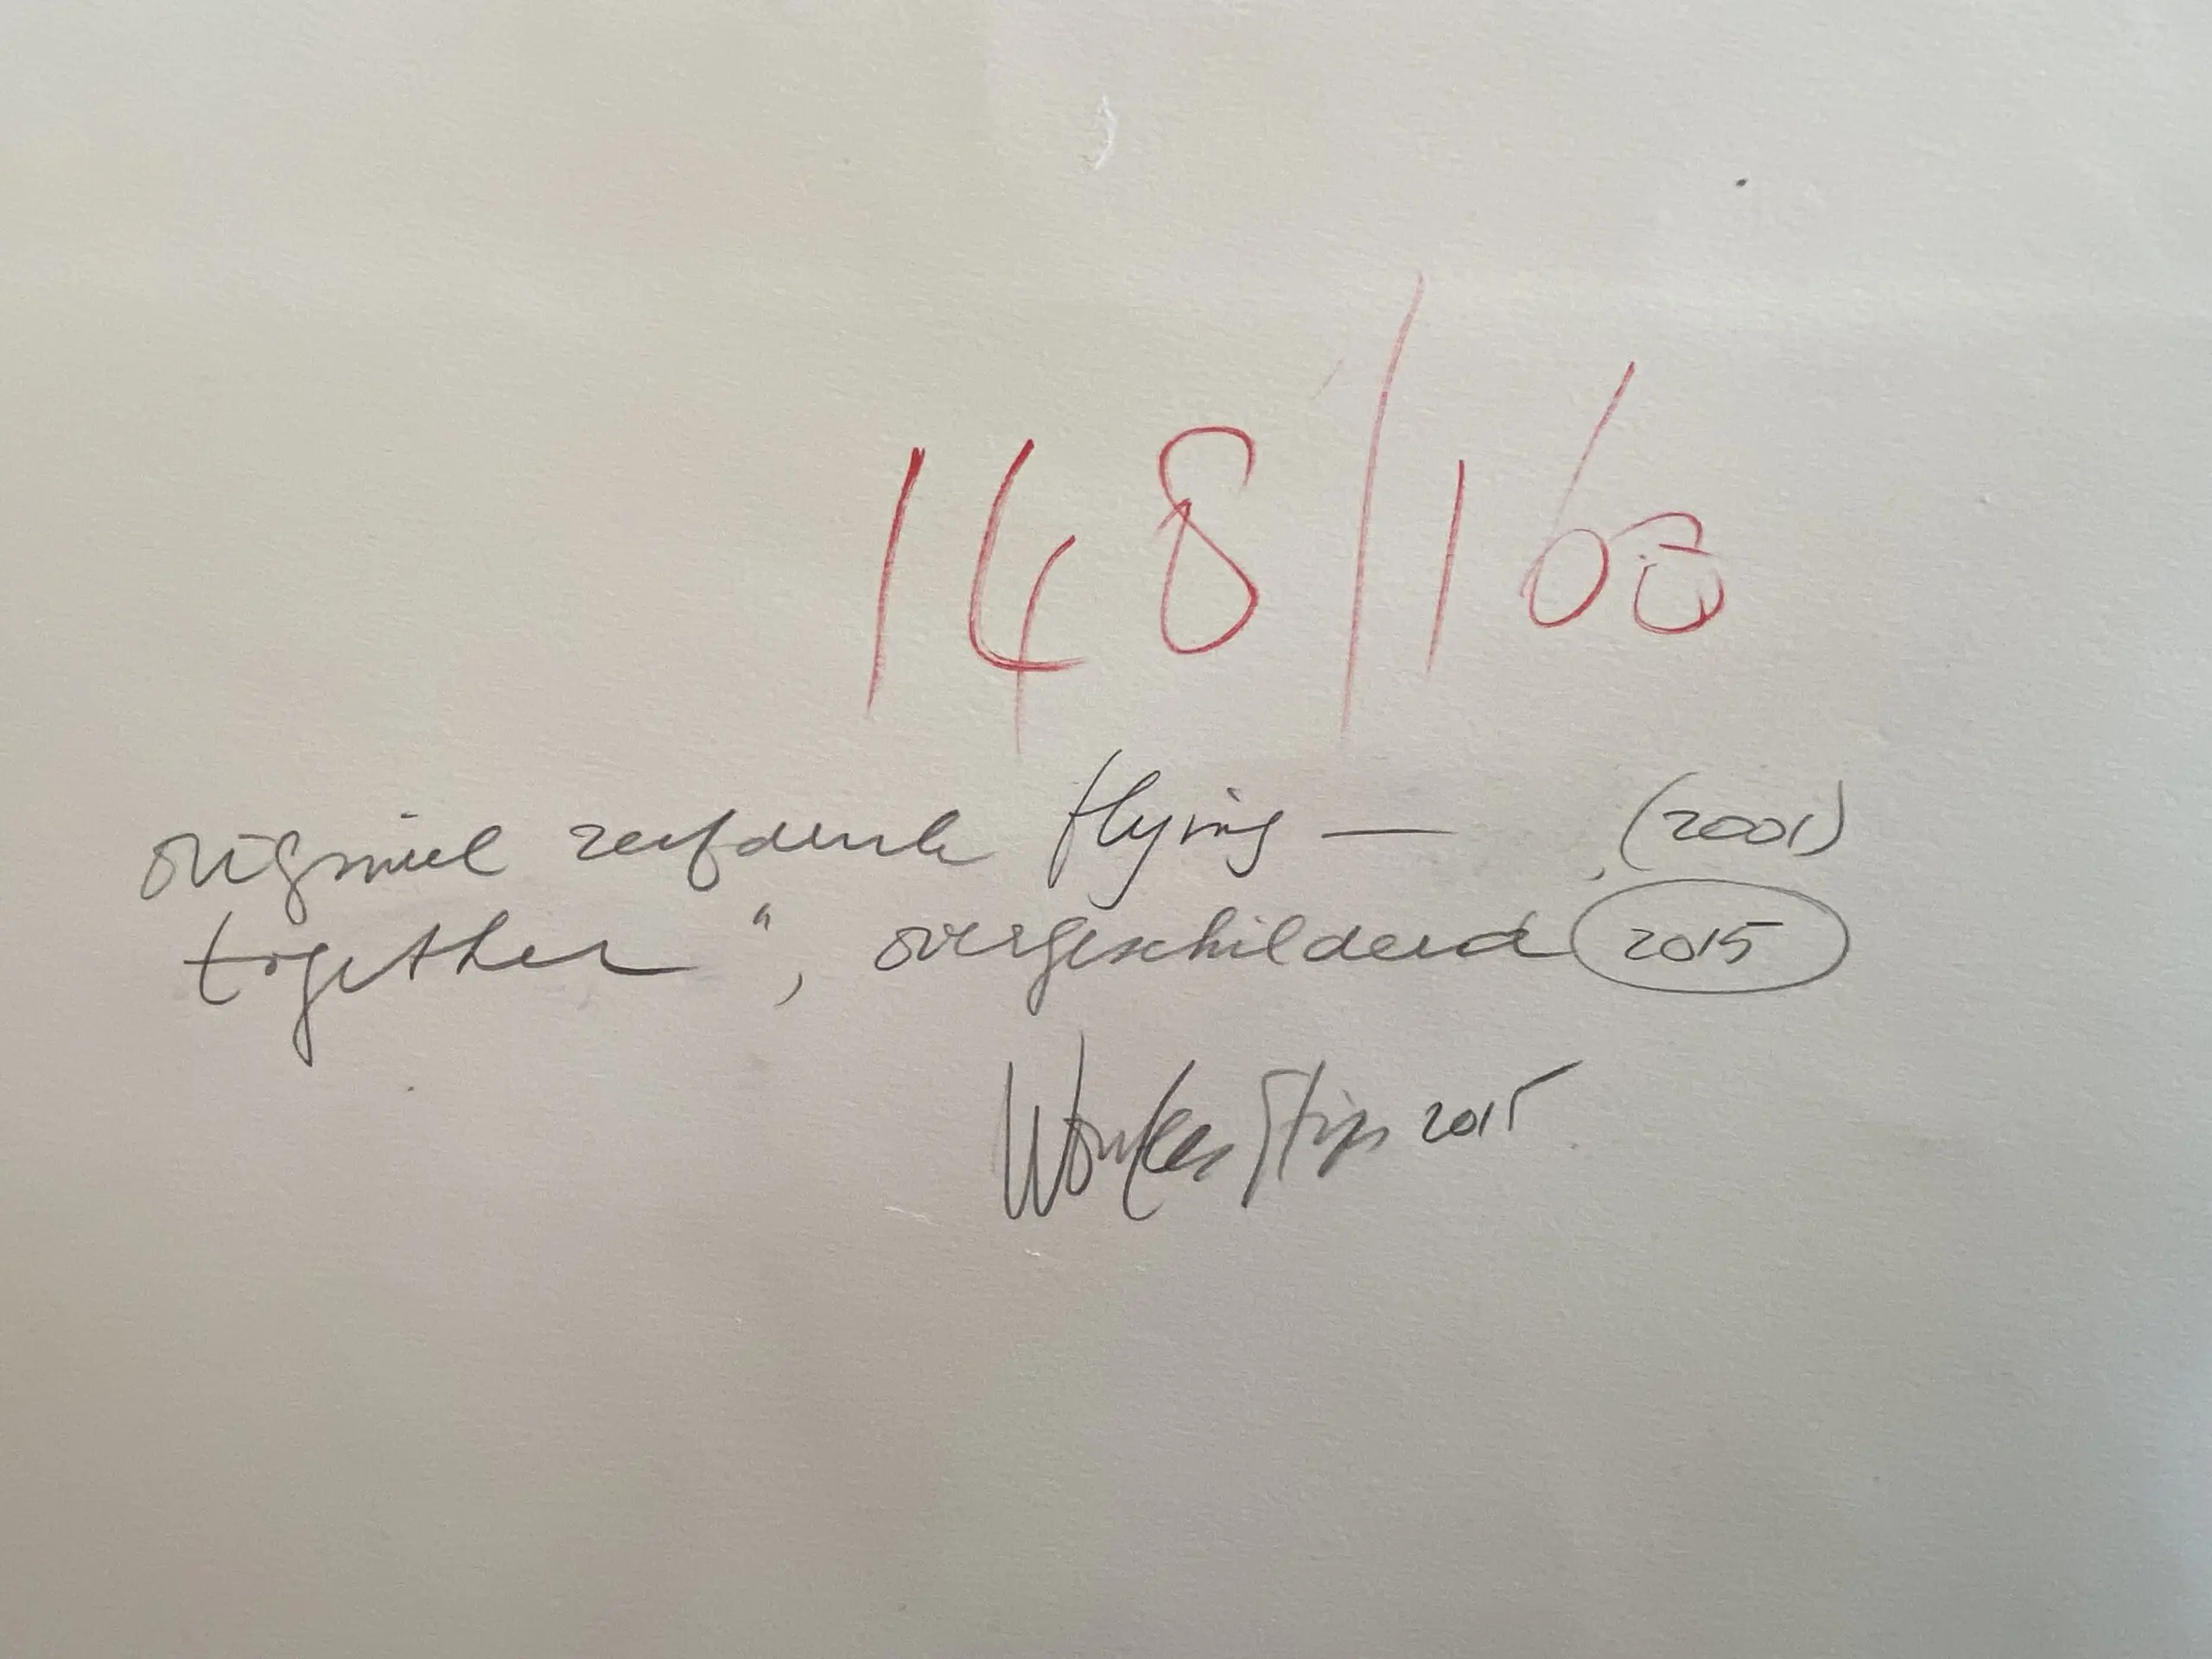 148/160
origineel zeefdruk flying — (2001)
together", overgeschilderd 2015
Wouter Stips 2015